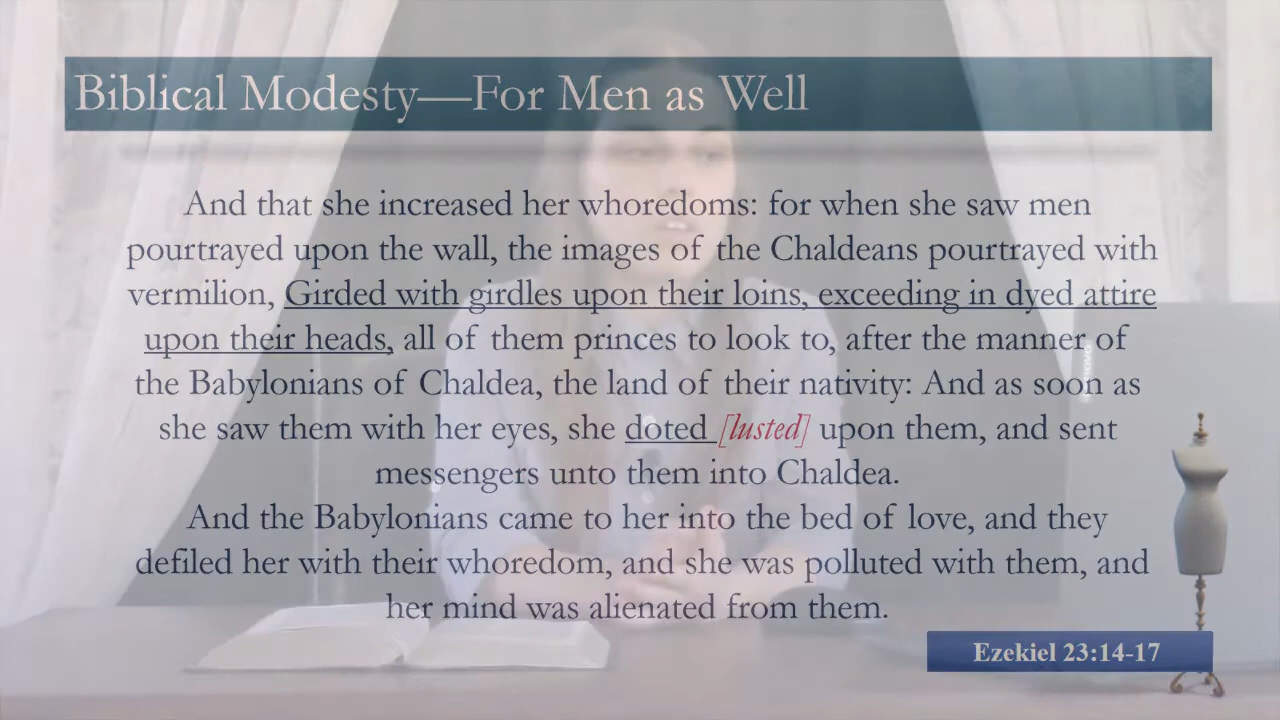 Biblical Modesty—For Men as Well
And that she increased her whoredoms: for when she saw men
pourtrayed upon the wall, the images of the Chaldeans pourtrayed with
vermilion, Girded with girdles upon their loins, exceeding in dyed attire
upon their heads, all of them princes to look to, after the manner of
the Babylonians of Chaldea, the land of their nativity: And as soon as
she saw them with her eyes, she doted [lusted] upon them, and sent
messengers unto them into Chaldea.
And the Babylonians came to her into the bed of love, and they
defiled her with their whoredom, and she was polluted with them, and
her mind was alienated from them.
Ezekiel 23:14-17